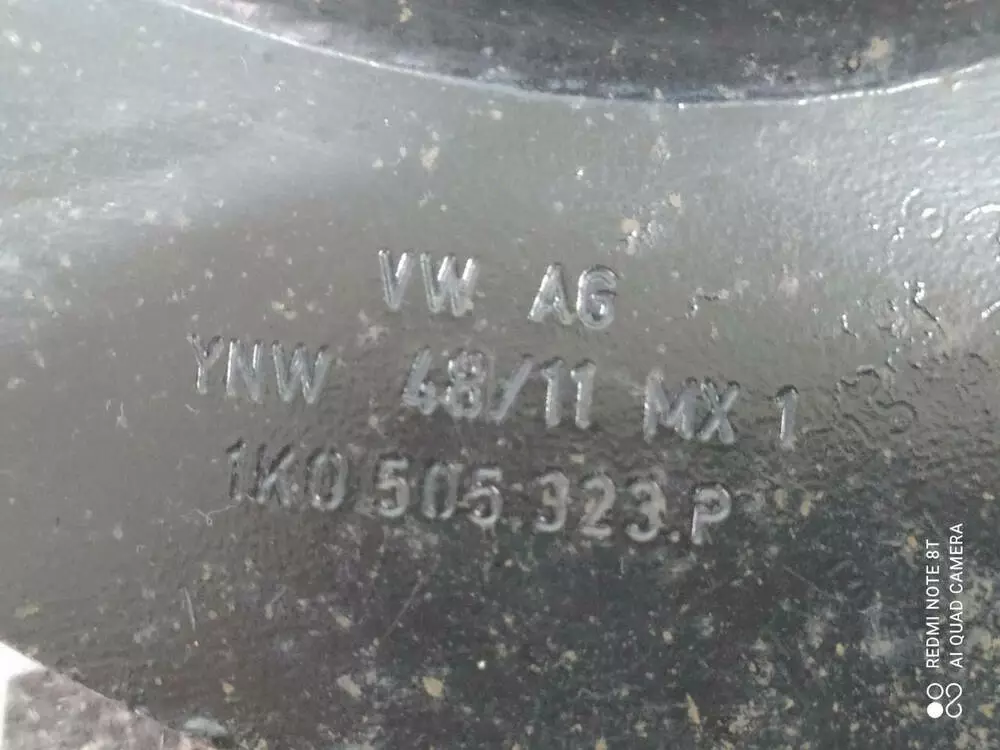 VW AG
YNW 48/11 MX 1
1K0.505.323.P
REDMI NOTE 8T
AI QUAD CAMERA